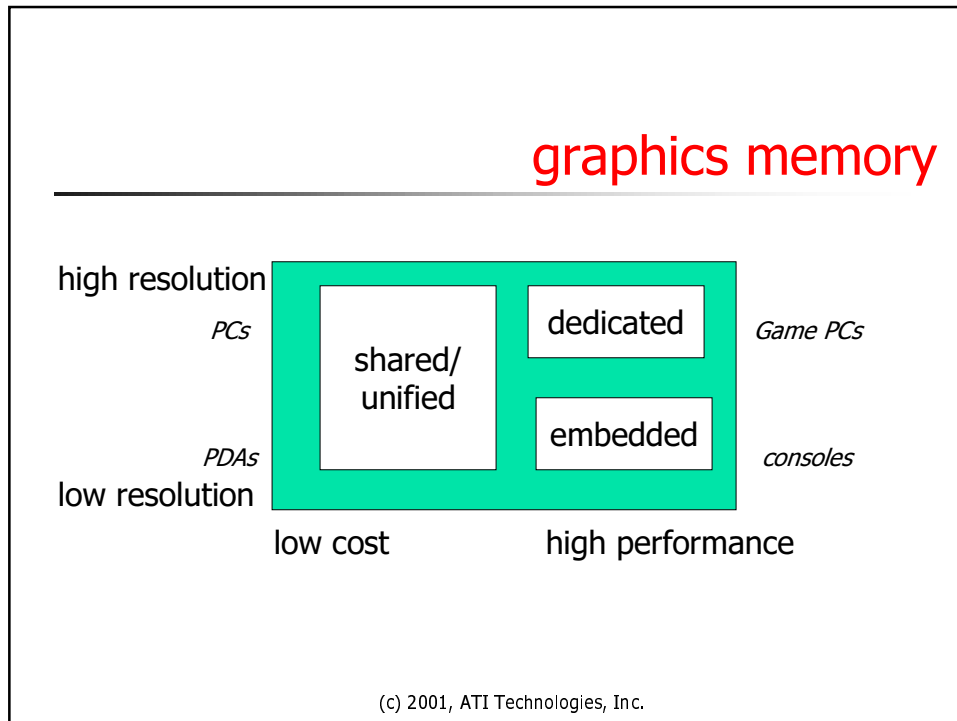 graphics memory
high resolution
PCs
shared/
unified
dedicated
Game PCs
embedded
PDAs
consoles
low resolution
low cost
high performance
(c) 2001, ATI Technologies, Inc.